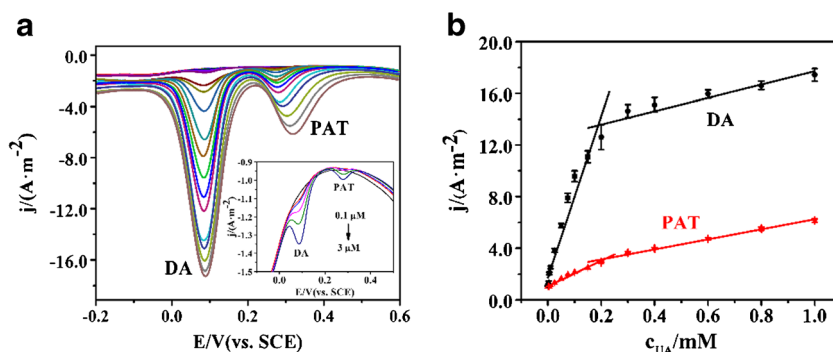 a
0.0
-4.0
-8.0
-12.0
-16.0
j/(A·m⁻²)
DA
PAT
-0.2
0.0
0.2
0.4
0.6
E/V(vs. SCE)
-0.9
-1.0
-1.1
-1.2
-1.3
-1.4
-1.5
j/(A·m⁻²)
PAT
0.1 μM
3 μM
DA
0.0
0.2
0.4
E/V(vs. SCE)
b
20.0
16.0
12.0
8.0
4.0
0.0
j/(A·m⁻²)
DA
PAT
0.0
0.2
0.4
0.6
0.8
1.0
c_UA/mM